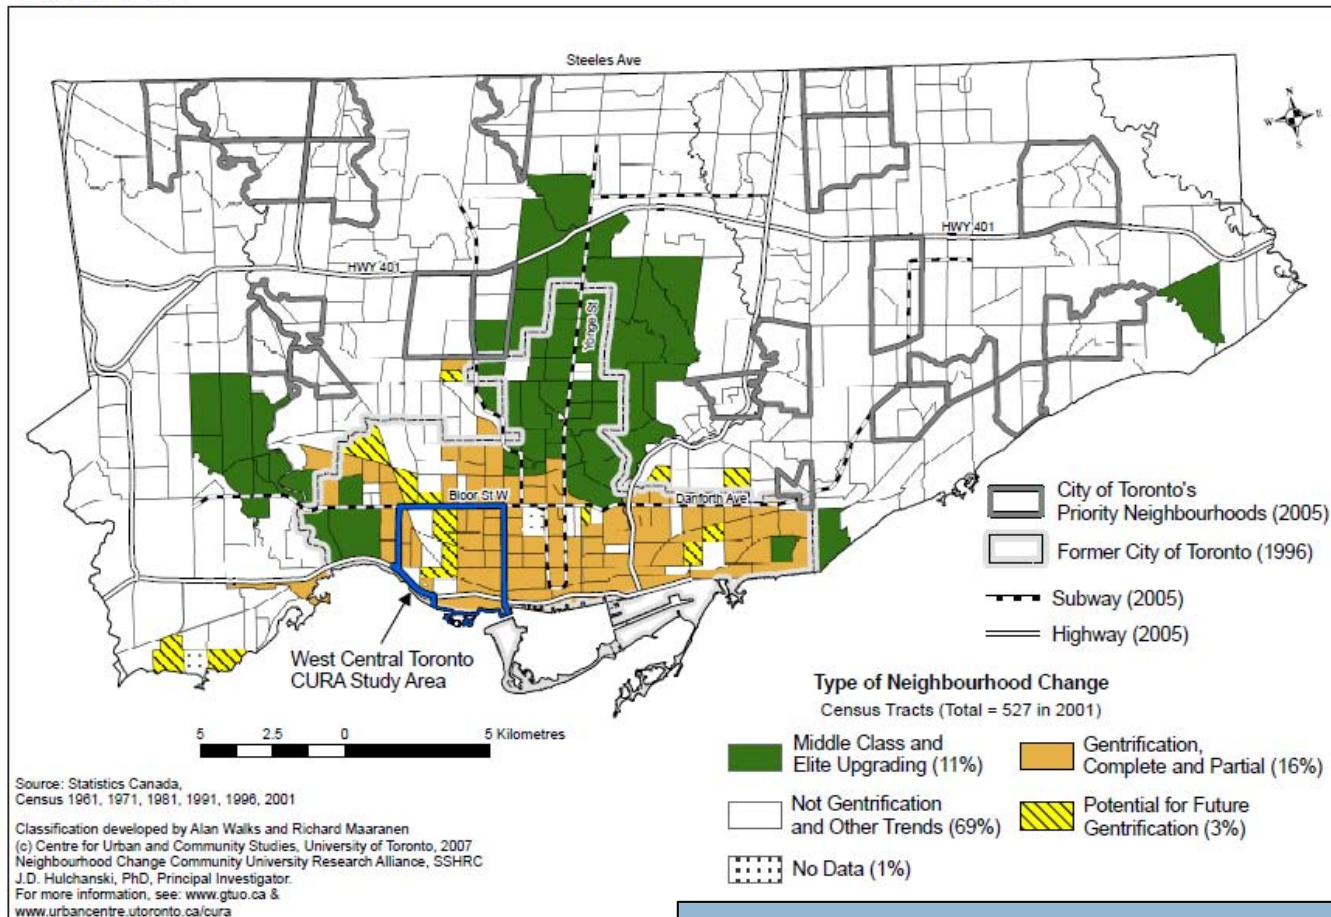 Steeles Ave
N
W E
S
HWY 401
HWY 401
Yonge St
Bloor St W
Danforth Ave
West Central Toronto
CURA Study Area
5 2.5 0 5 Kilometres
City of Toronto's
Priority Neighbourhoods (2005)
Former City of Toronto (1996)
Subway (2005)
Highway (2005)
Type of Neighbourhood Change
Census Tracts (Total = 527 in 2001)
Middle Class and
Elite Upgrading (11%)
Gentrification,
Complete and Partial (16%)
Not Gentrification
and Other Trends (69%)
Potential for Future
Gentrification (3%)
No Data (1%)
Source: Statistics Canada,
Census 1961, 1971, 1981, 1991, 1996, 2001
Classification developed by Alan Walks and Richard Maaranen
(c) Centre for Urban and Community Studies, University of Toronto, 2007
Neighbourhood Change Community University Research Alliance, SSHRC
J.D. Hulchanski, PhD, Principal Investigator.
For more information, see: www.gtuo.ca &
www.urbancentre.utoronto.ca/cura